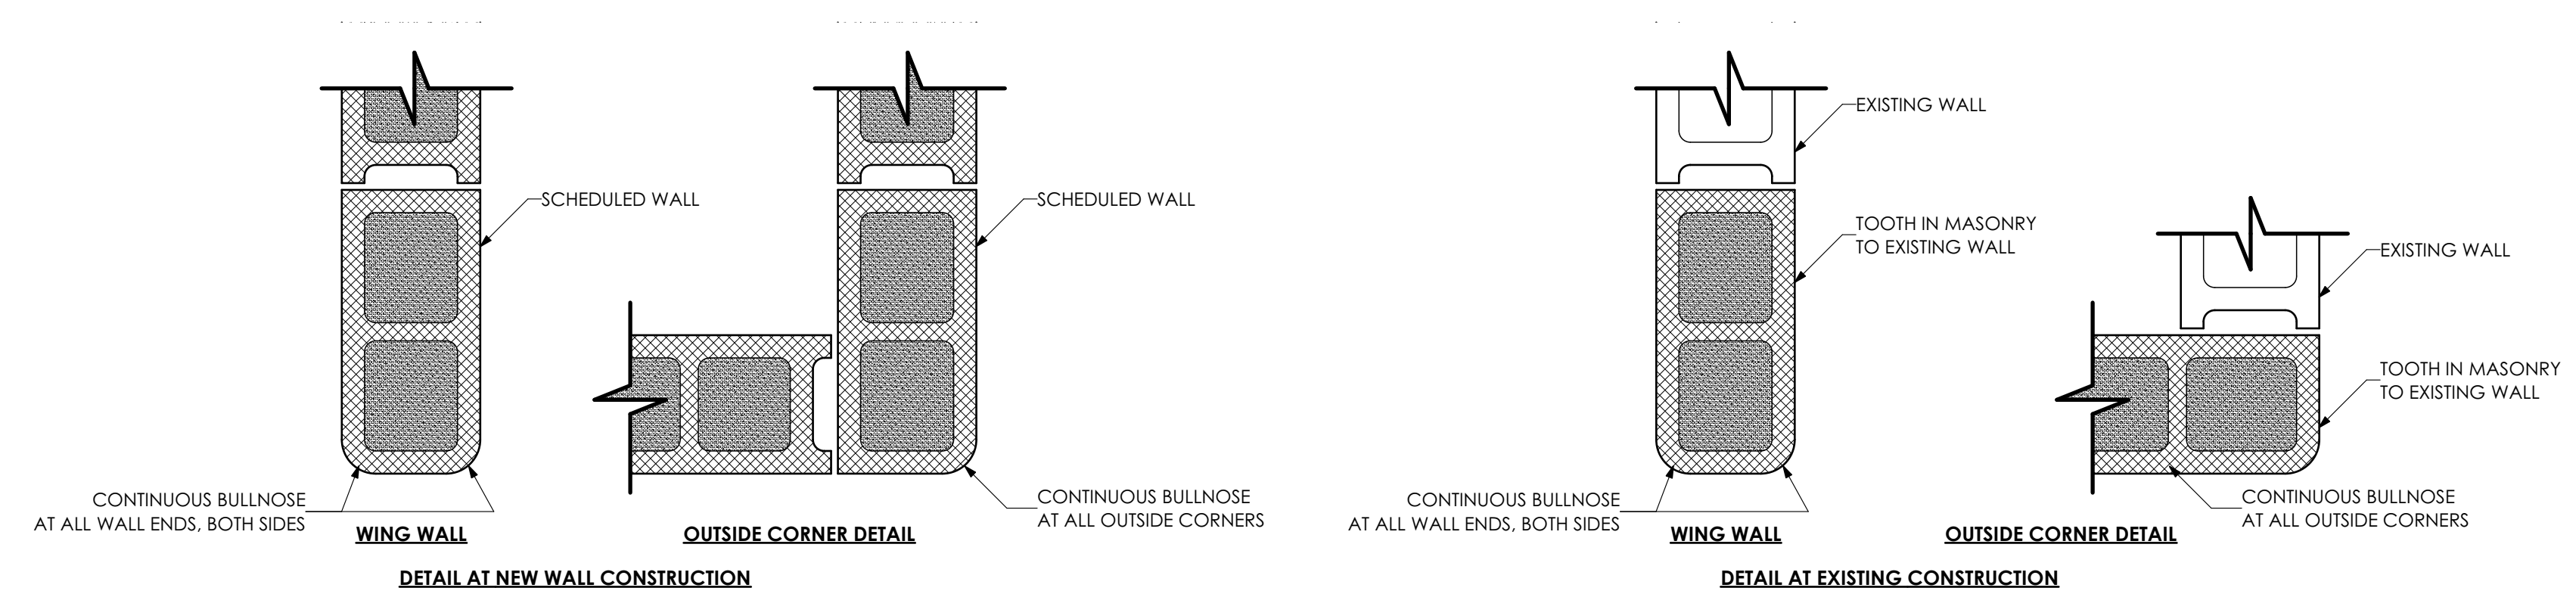 SCHEDULED WALL
CONTINUOUS BULLNOSE
AT ALL WALL ENDS, BOTH SIDES
WING WALL
SCHEDULED WALL
CONTINUOUS BULLNOSE
AT ALL OUTSIDE CORNERS
OUTSIDE CORNER DETAIL
DETAIL AT NEW WALL CONSTRUCTION
EXISTING WALL
TOOTH IN MASONRY
TO EXISTING WALL
CONTINUOUS BULLNOSE
AT ALL WALL ENDS, BOTH SIDES
WING WALL
EXISTING WALL
TOOTH IN MASONRY
TO EXISTING WALL
CONTINUOUS BULLNOSE
AT ALL OUTSIDE CORNERS
OUTSIDE CORNER DETAIL
DETAIL AT EXISTING CONSTRUCTION